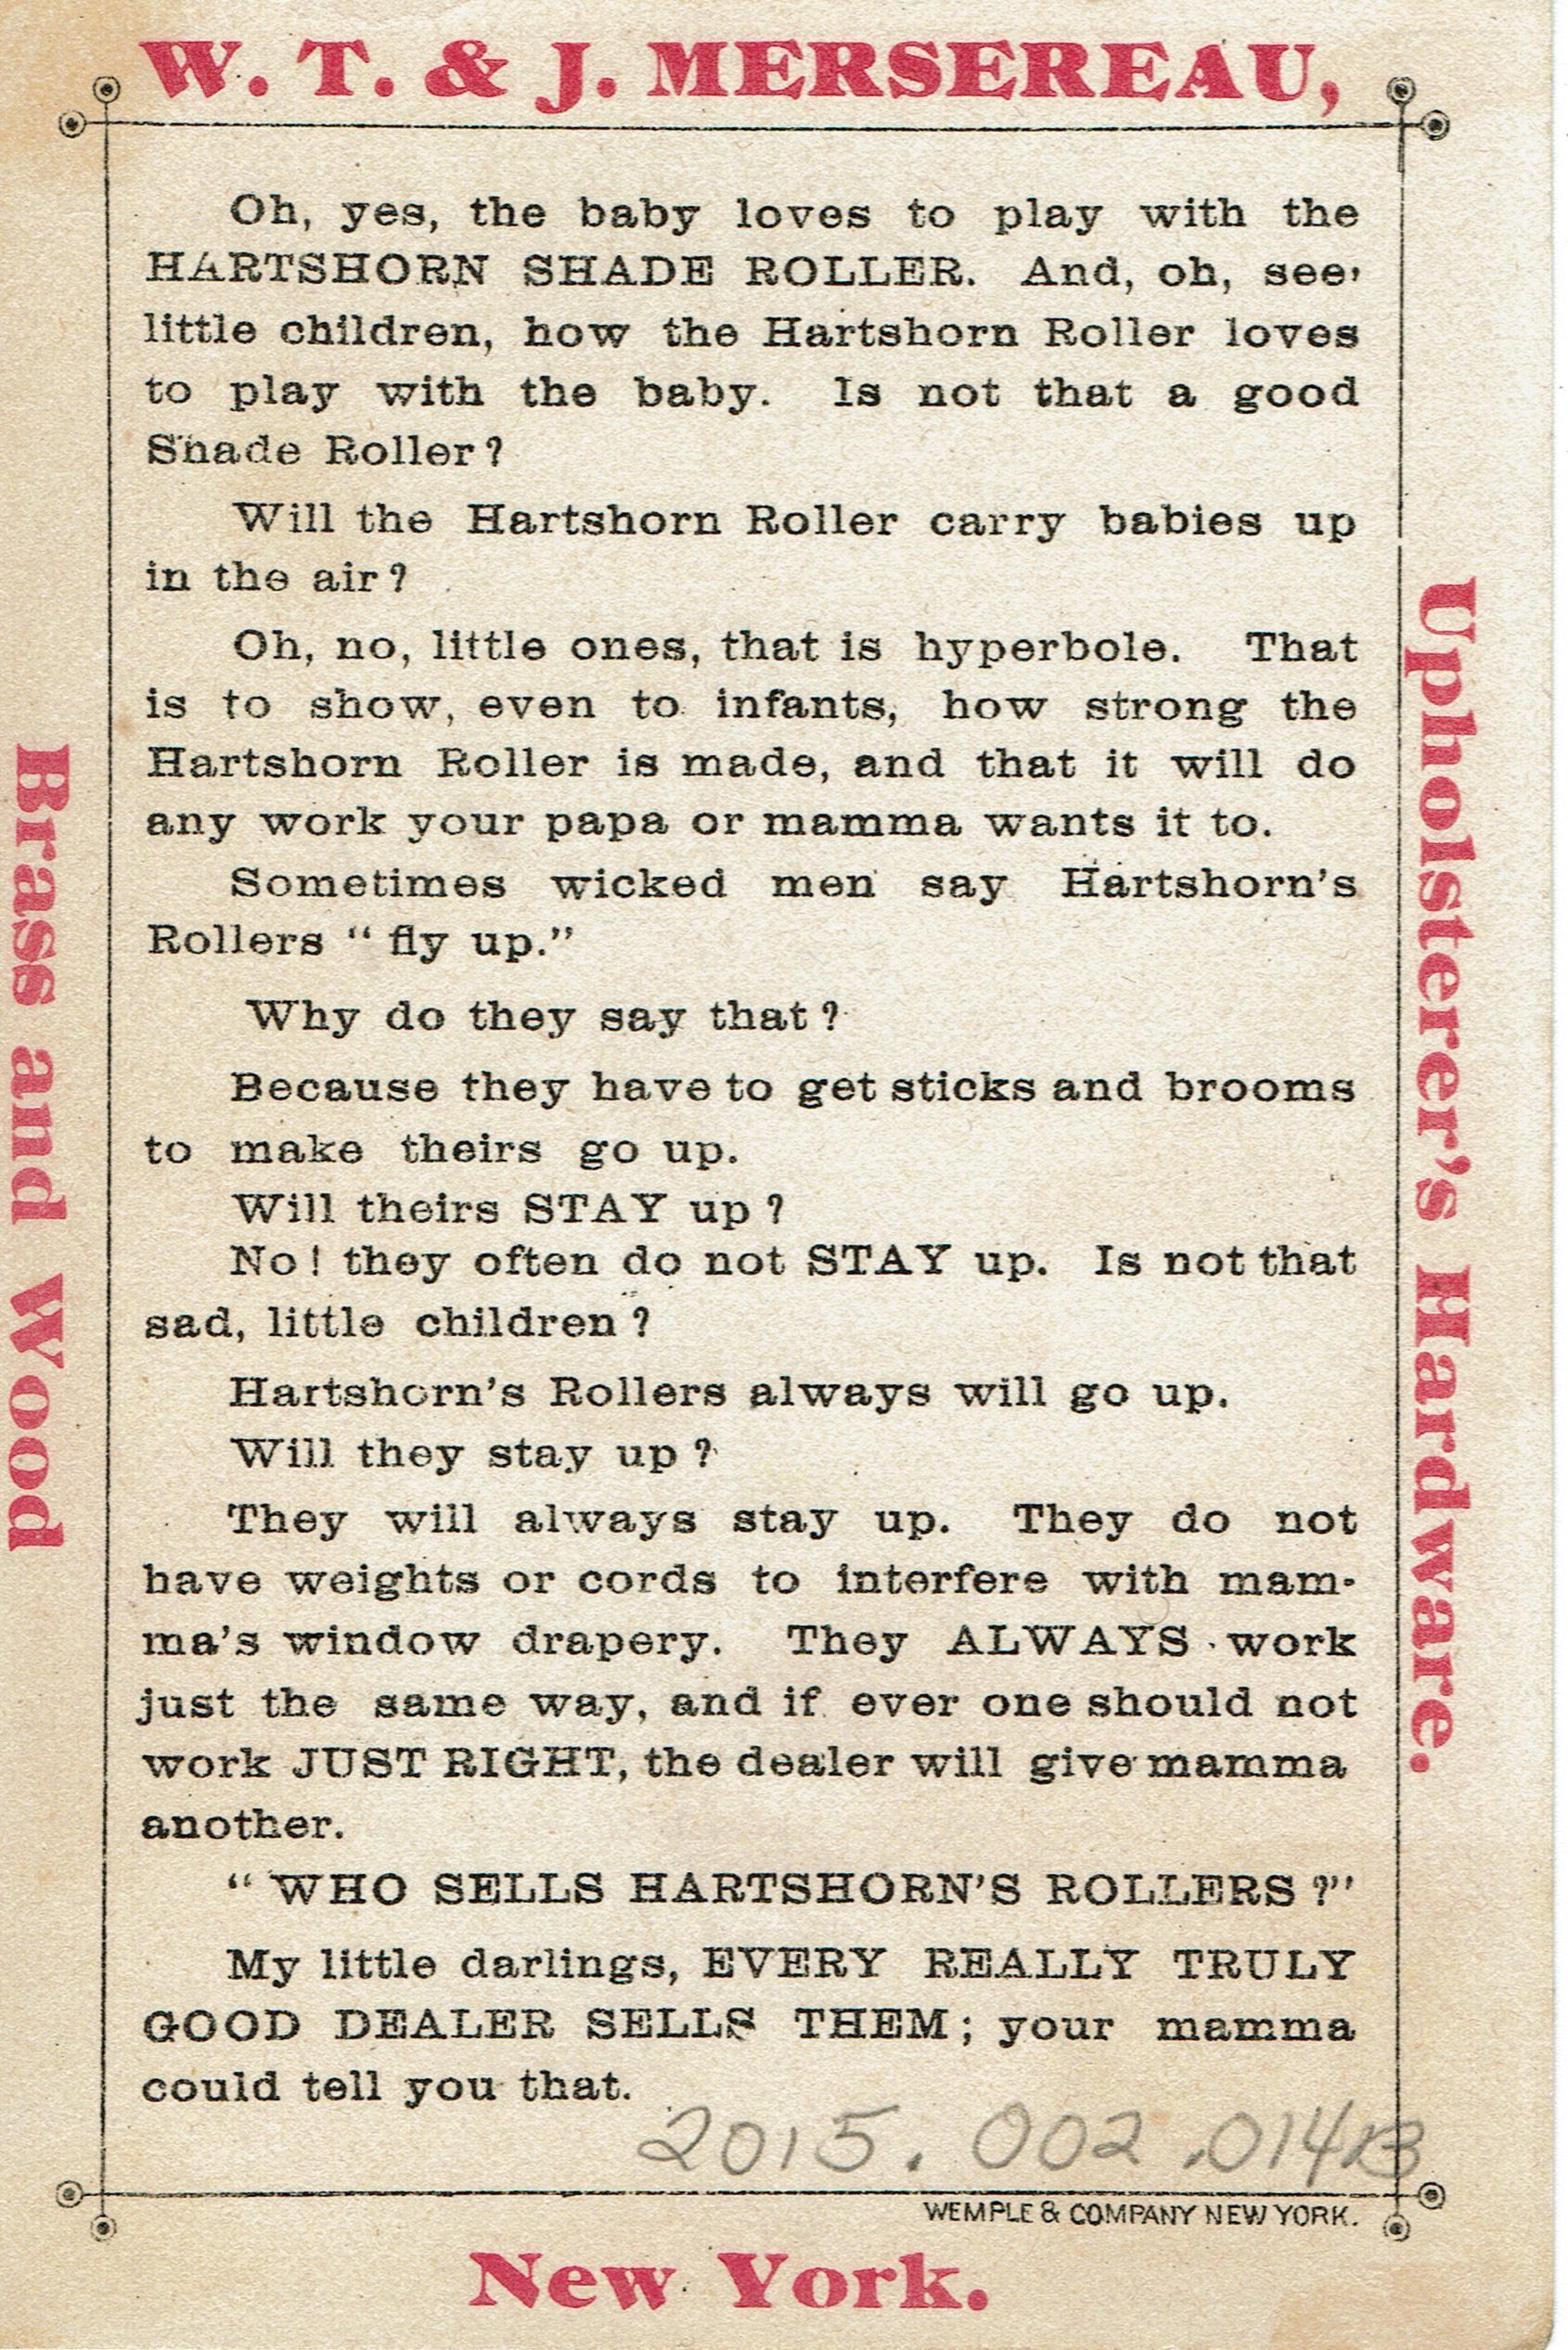 W. T. & J. MERSEREAU,
Oh, yes, the baby loves to play with the
HARTSHORN SHADE ROLLER. And, oh, see,
little children, how the Hartshorn Roller loves
to play with the baby. Is not that a good
Shade Roller?
Will the Hartshorn Roller carry babies up
in the air?
Oh, no, little ones, that is hyperbole. That
is to show, even to infants, how strong the
Hartshorn Roller is made, and that it will do
any work your papa or mamma wants it to.
Sometimes wicked men say Hartshorn's
Rollers "fly up."
Why do they say that?
Because they have to get sticks and brooms
to make theirs go up.
Will theirs STAY up?
No! they often do not STAY up. Is not that
sad, little children?
Hartshorn's Rollers always will go up.
Will they stay up?
They will always stay up. They do not
have weights or cords to interfere with mam-
ma's window drapery. They ALWAYS work
just the same way, and if ever one should not
work JUST RIGHT, the dealer will give mamma
another.
"WHO SELLS HARTSHORN'S ROLLERS?"
My little darlings, EVERY REALLY TRULY
GOOD DEALER SELLS THEM; your mamma
could tell you that.
2015.002.014B
WEMPLE & COMPANY NEW YORK.
Brass and Wood
Upholsterer's Hardware.
New York.